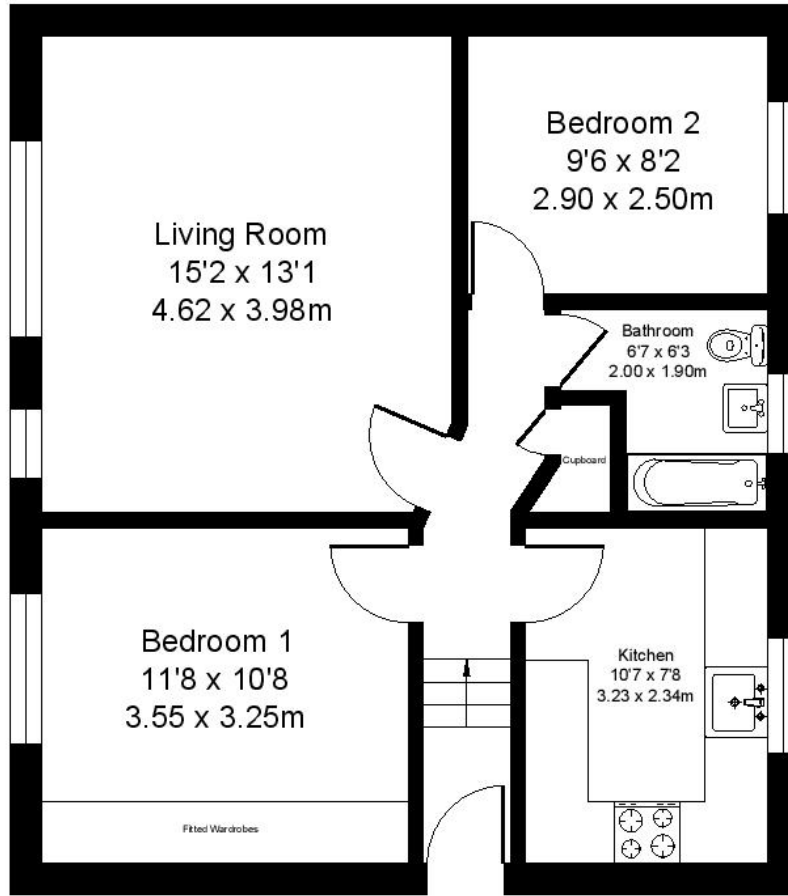 Bedroom 2
9'6 x 8'2
2.90 x 2.50m
Living Room
15'2 x 13'1
4.62 x 3.98m
Bathroom
6'7 x 6'3
2.00 x 1.90m
Cupboard
Bedroom 1
11'8 x 10'8
3.55 x 3.25m
Kitchen
10'7 x 7'8
3.23 x 2.34m
Fitted Wardrobes